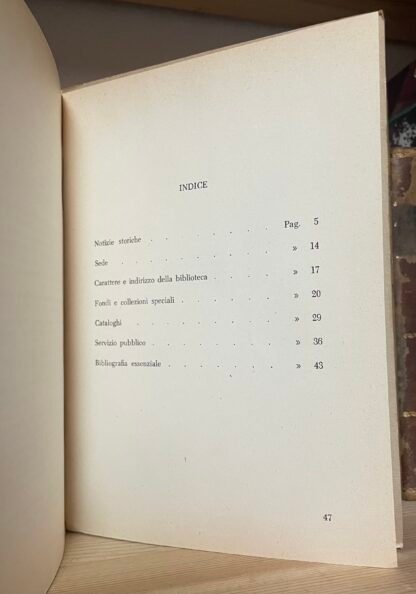 INDICE
Notizie storiche . . . . . . . Pag. 5
Sede . . . . . . . » 14
Carattere e indirizzo della biblioteca . . . . » 17
Fondi e collezioni speciali . . . . . » 20
Cataloghi . . . . . . . » 29
Servizio pubblico . . . . . . . » 36
Bibliografia essenziale . . . . . . » 43
47